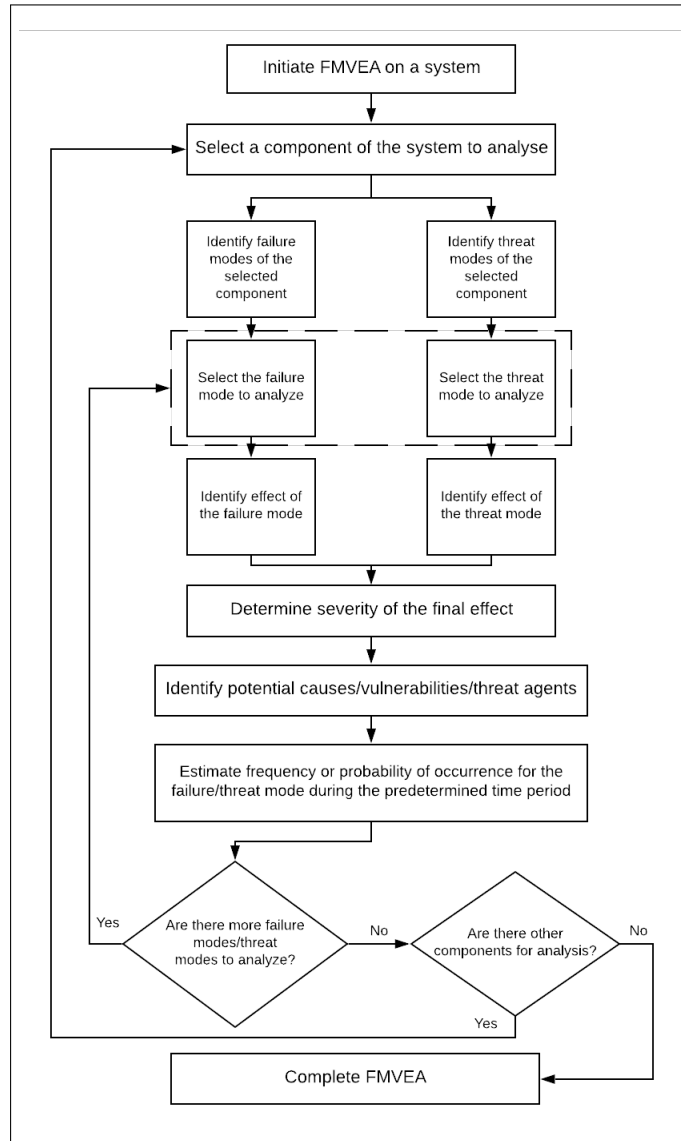 Initiate FMVEA on a system
Select a component of the system to analyse
Identify failure
modes of the
selected
component
Identify threat
modes of the
selected
component
Select the failure
mode to analyze
Select the threat
mode to analyze
Identify effect of
the failure mode
Identify effect of
the threat mode
Determine severity of the final effect
Identify potential causes/vulnerabilities/threat agents
Estimate frequency or probability of occurrence for the
failure/threat mode during the predetermined time period
Yes
Are there more failure
modes/threat
modes to analyze?
No
Are there other
components for analysis?
No
Yes
Complete FMVEA